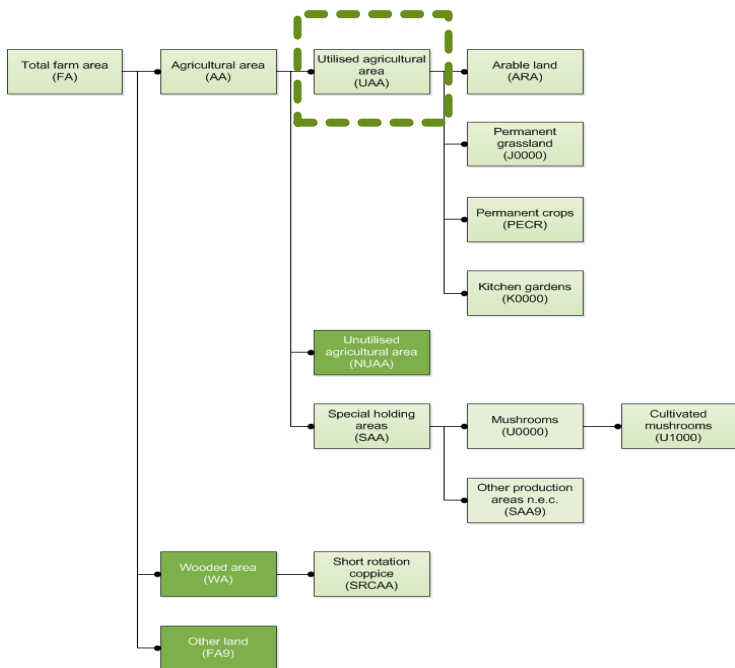 Total farm area
(FA)
Agricultural area
(AA)
Utilised agricultural
area
(UAA)
Arable land
(ARA)
Permanent
grassland
(J0000)
Permanent crops
(PECR)
Kitchen gardens
(K0000)
Unutilised
agricultural area
(NUAA)
Special holding
areas
(SAA)
Mushrooms
(U0000)
Cultivated
mushrooms
(U1000)
Other production
areas n.e.c.
(SAA9)
Wooded area
(WA)
Short rotation
coppice
(SRCAA)
Other land
(FA9)